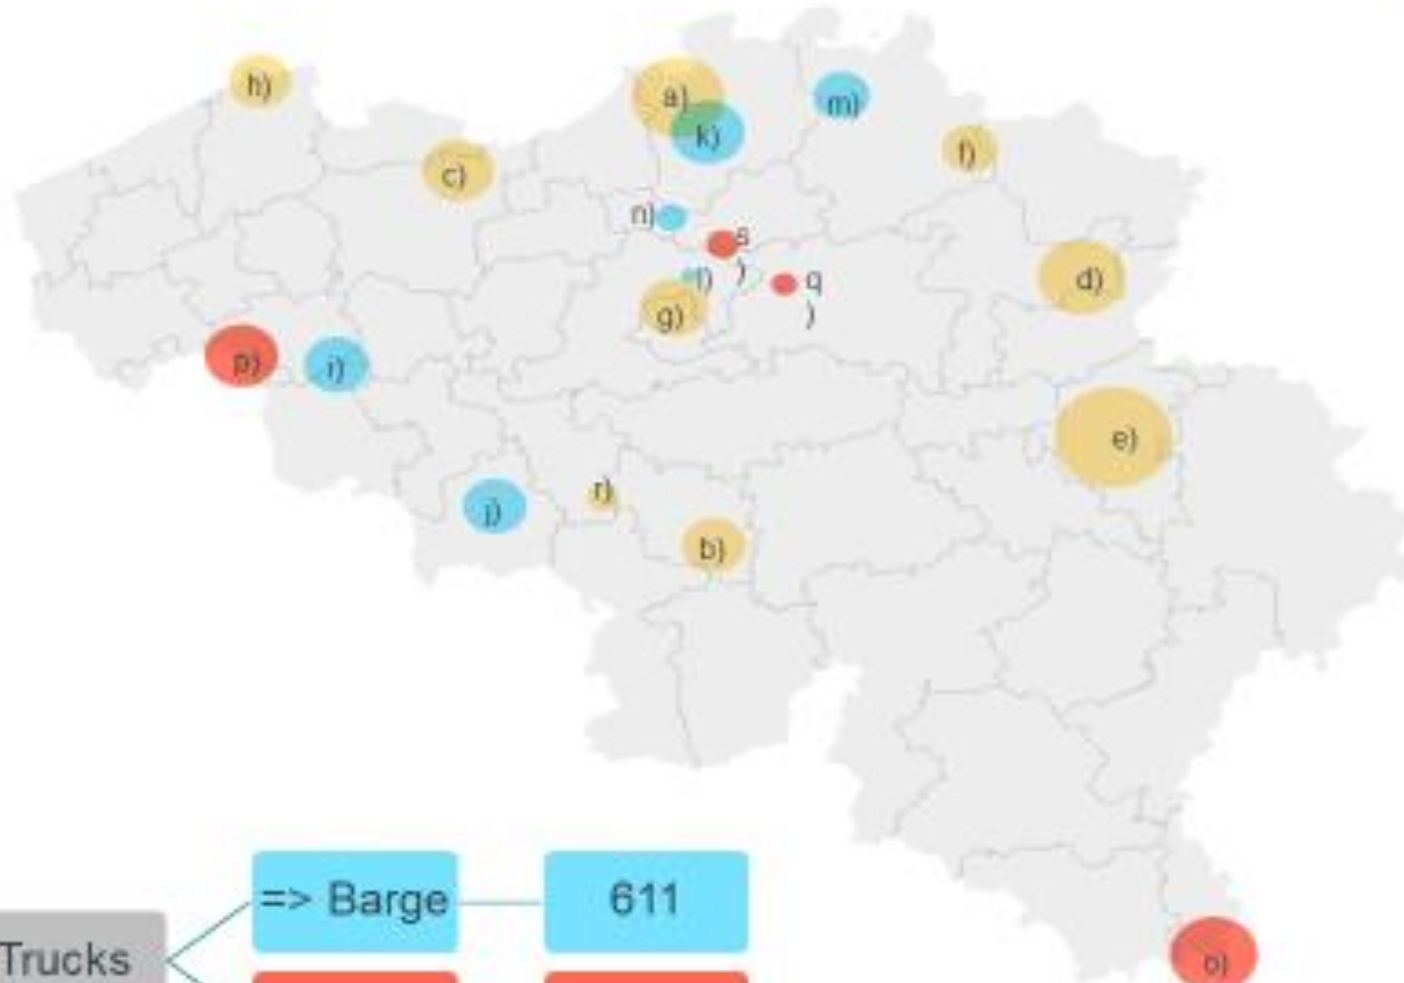 h)
a)
m)
k)
c)
f)
n)
s
)
l)
q
)
d)
g)
p)
i)
e)
r)
j)
b)
=> Barge
611
Trucks
o)